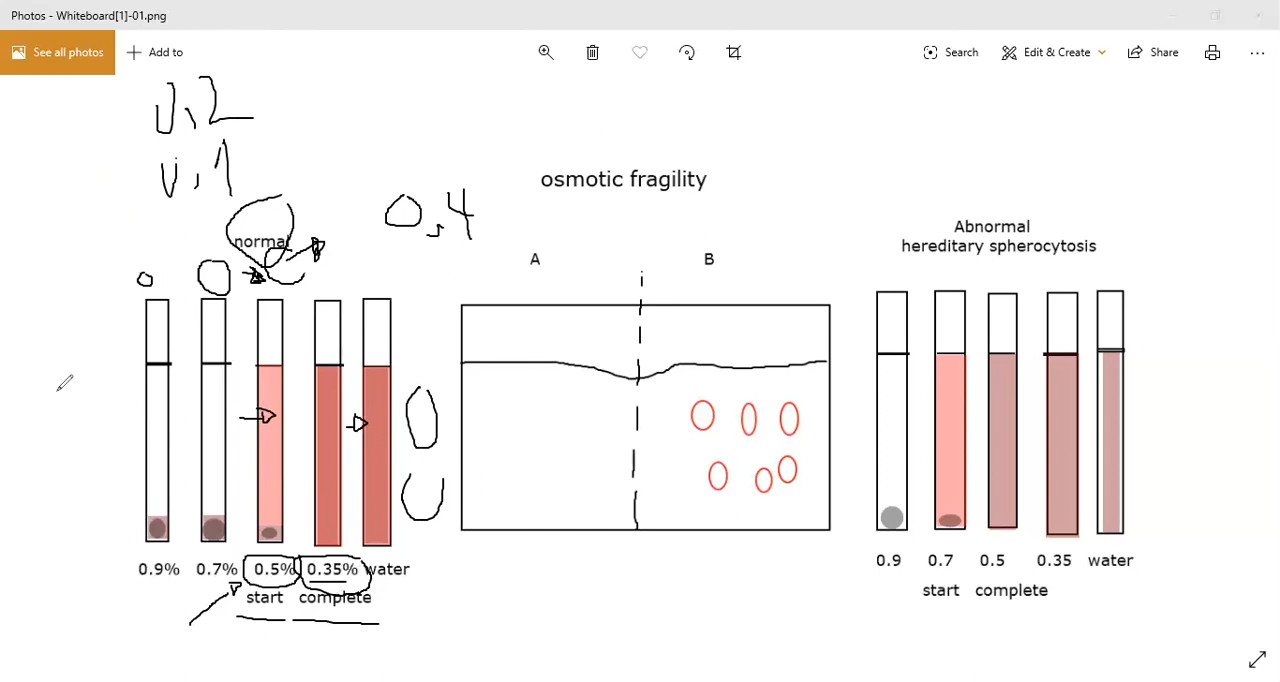 Photos - Whiteboard[1]-01.png
See all photos
Add to
Search
Edit & Create
Share
0,4
osmotic fragility
normal
A
B
0.9%
0.7%
0.5%
0.35%
water
start
complete
Abnormal
hereditary spherocytosis
0.9
0.7
0.5
0.35
water
start
complete